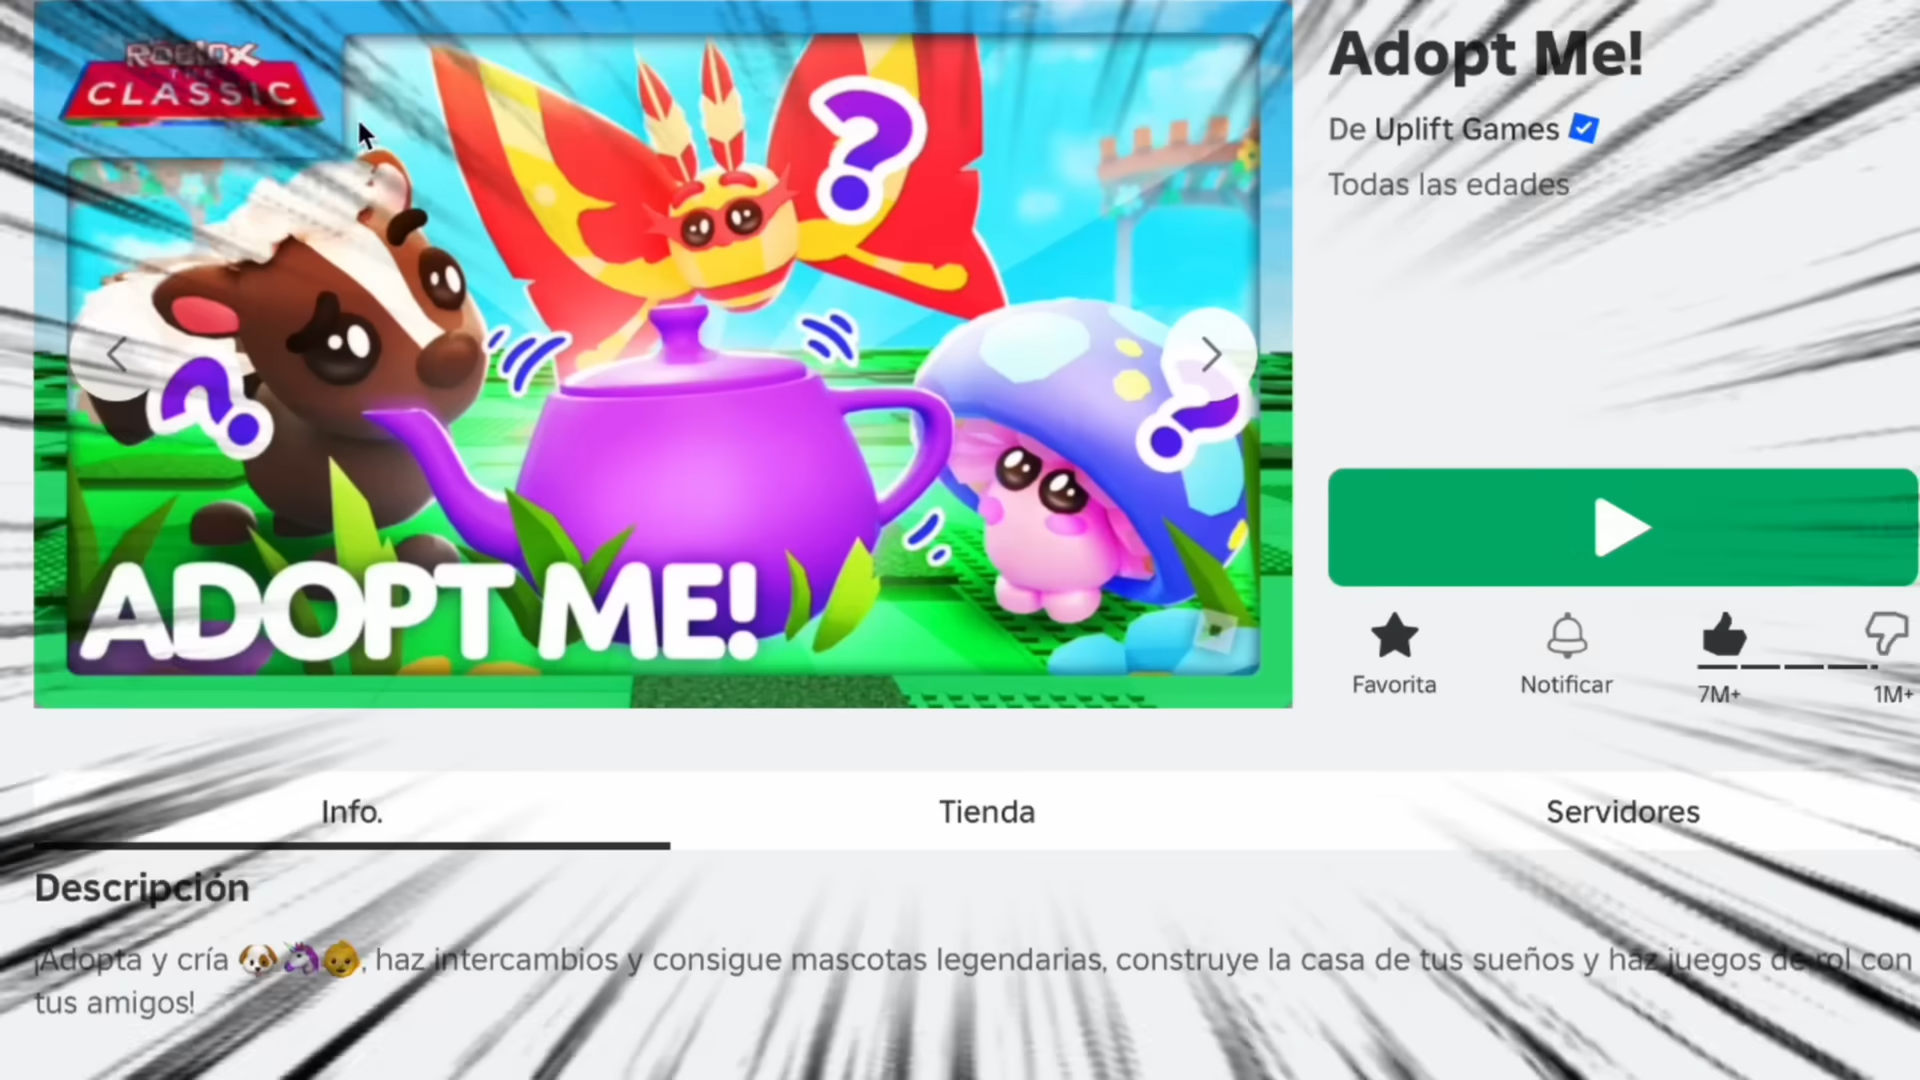 ROBLOX
THE
CLASSIC
ADOPT ME!
Adopt Me!
De Uplift Games
Todas las edades
Favorita
Notificar
7M+
1M+
Info.
Tienda
Servidores
Descripción
¡Adopta y cría 🐶🦄👶, haz intercambios y consigue mascotas legendarias, construye la casa de tus sueños y haz juegos de rol con
tus amigos!